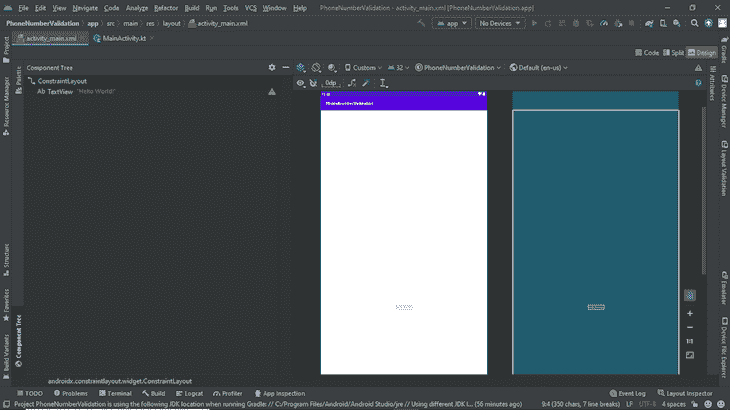 File Edit View Navigate Code Analyze Refactor Build Run Tools VCS Window Help PhoneNumberValidation - activity_main.xml [PhoneNumberValidation.app]
PhoneNumberValidation app src main res layout activity_main.xml app No Devices
activity_main.xml MainActivity.kt
Code Split Design
Component Tree Custom 32 PhoneNumberValidation Default (en-us)
0dp
ConstraintLayout
Ab TextView "Hello World!"
Project
Resource Manager
Structure
Favorites
Build Variants
Palette
Component Tree
Attributes
Gradle
Device Manager
Layout Validation
Emulator
Device File Explorer
1:1
androidx.constraintlayout.widget.ConstraintLayout
TODO Problems Terminal Build Logcat Profiler App Inspection Event Log Layout Inspector
Project PhoneNumberValidation is using the following JDK location when running Gradle: // C:/Program Files/Android/Android Studio/jre // Using different JDK l... (56 minutes ago) 9:4 (350 chars, 7 line breaks) LF UTF-8 4 spaces